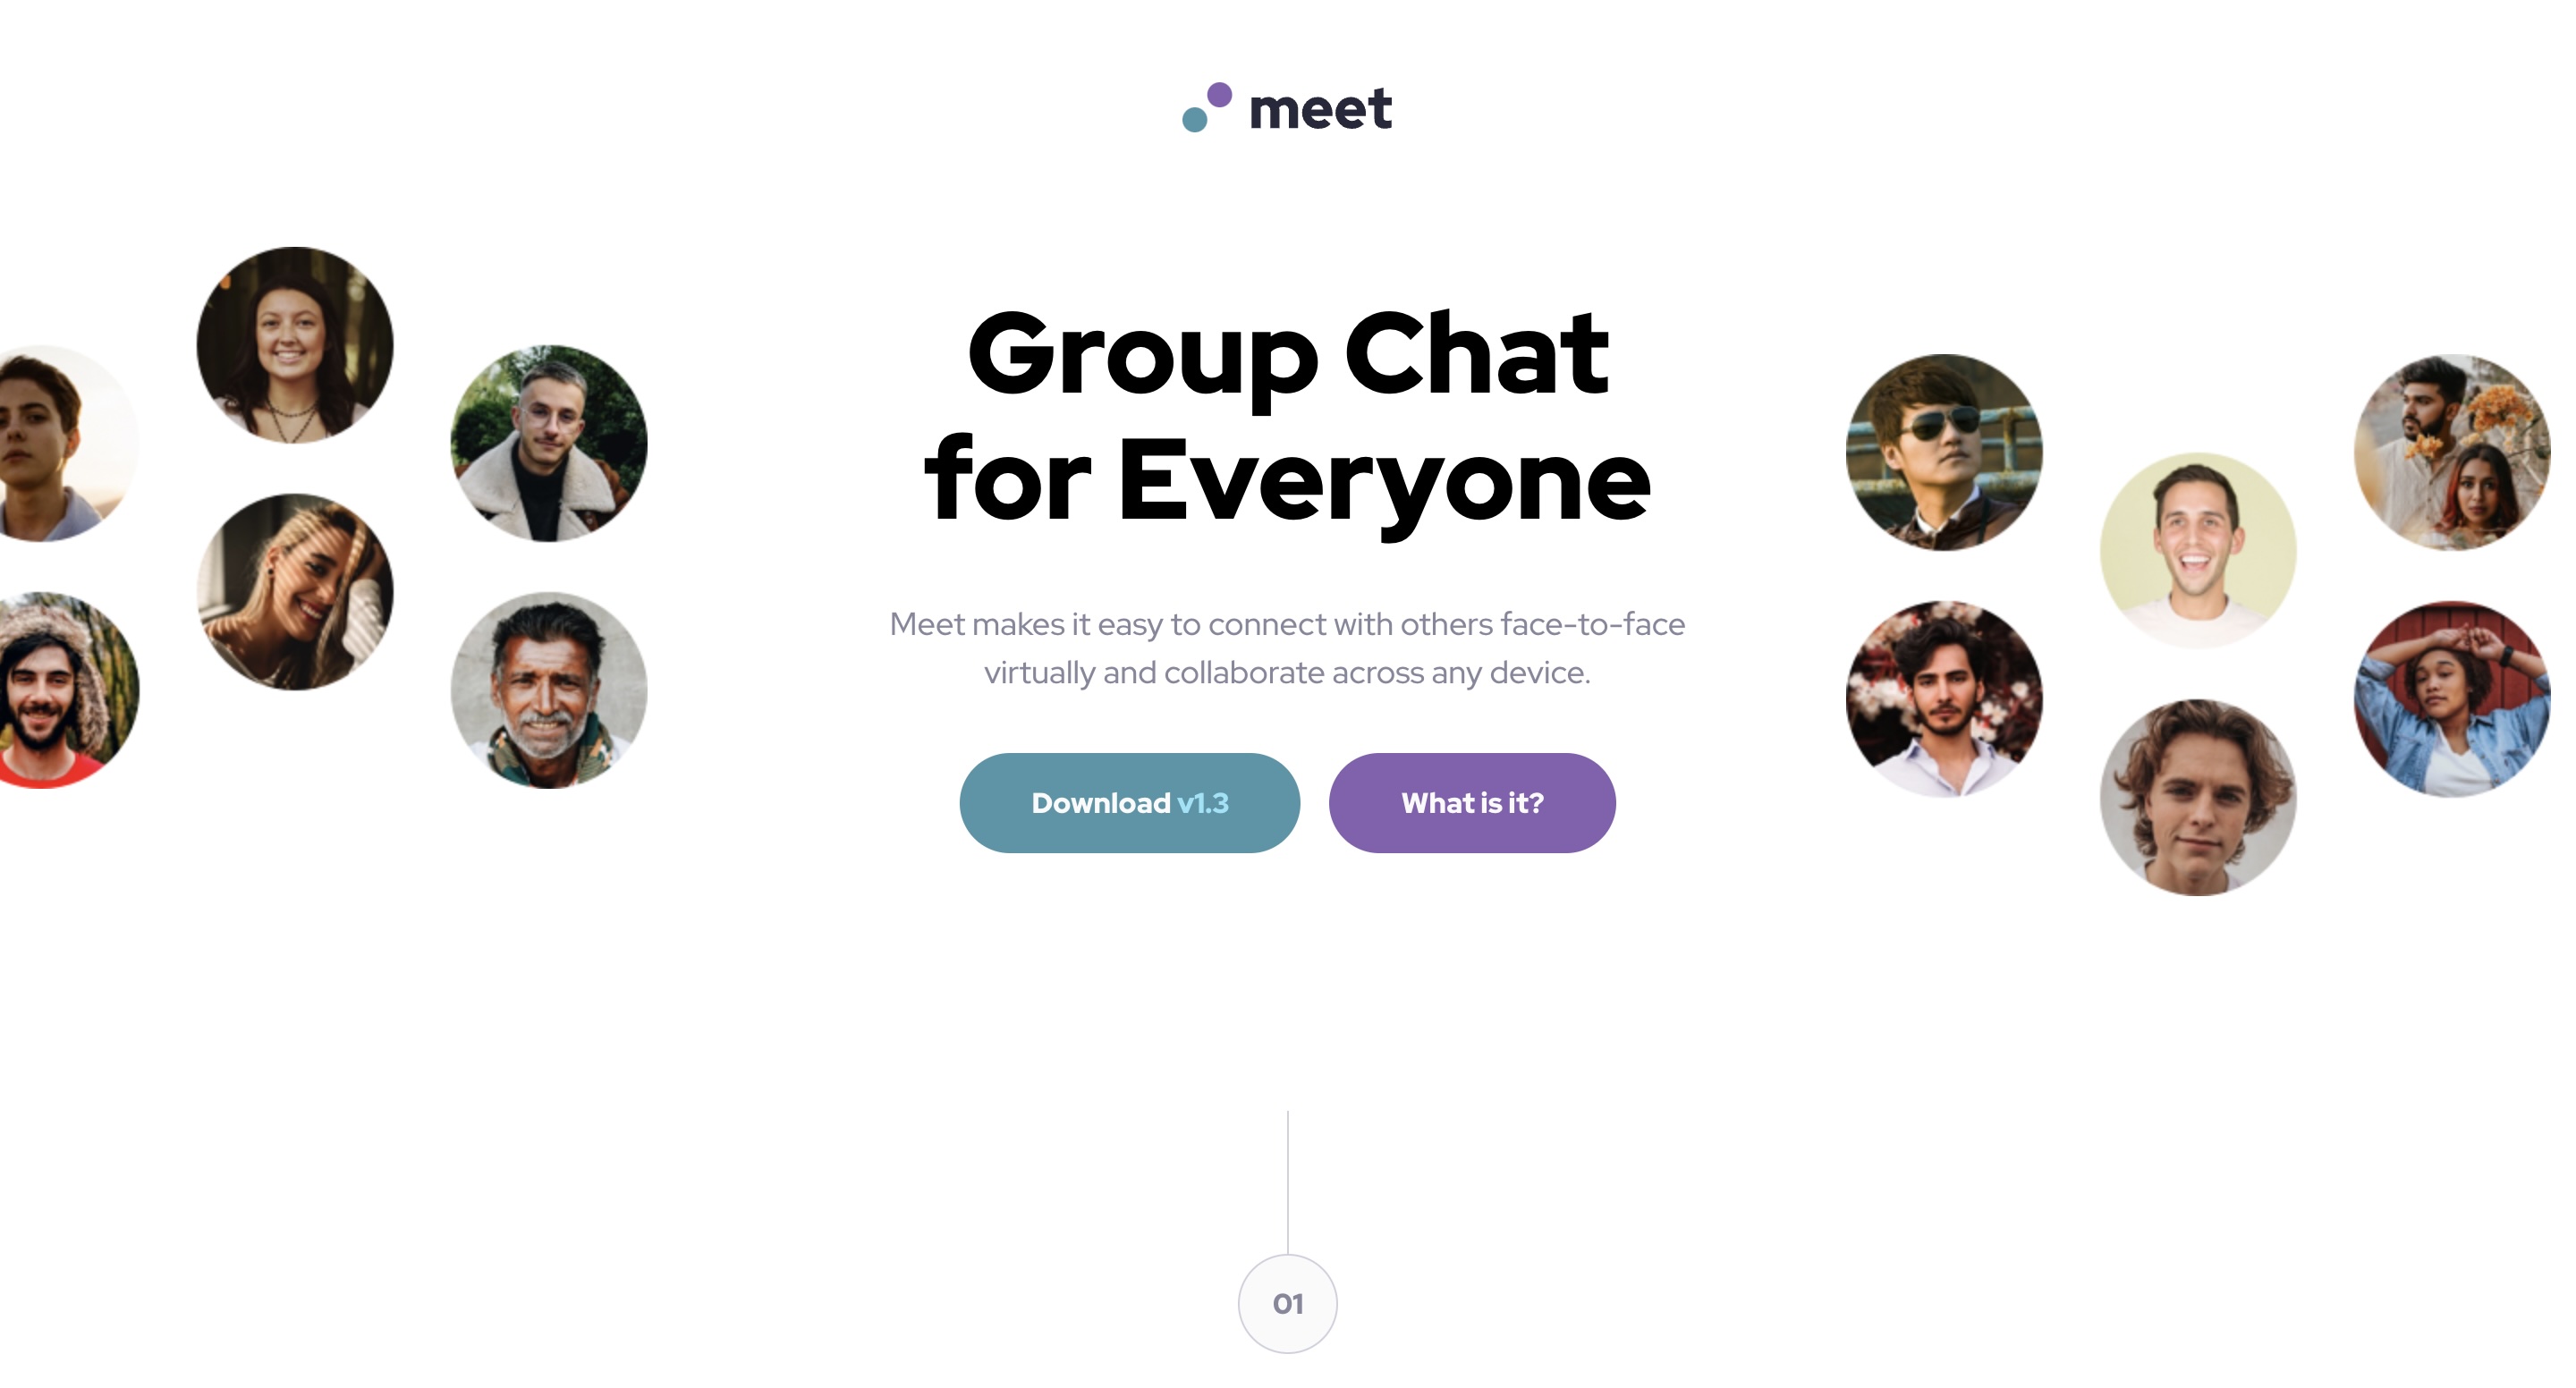 meet
Group Chat
for Everyone
Meet makes it easy to connect with others face-to-face
virtually and collaborate across any device.
Download v1.3
What is it?
01